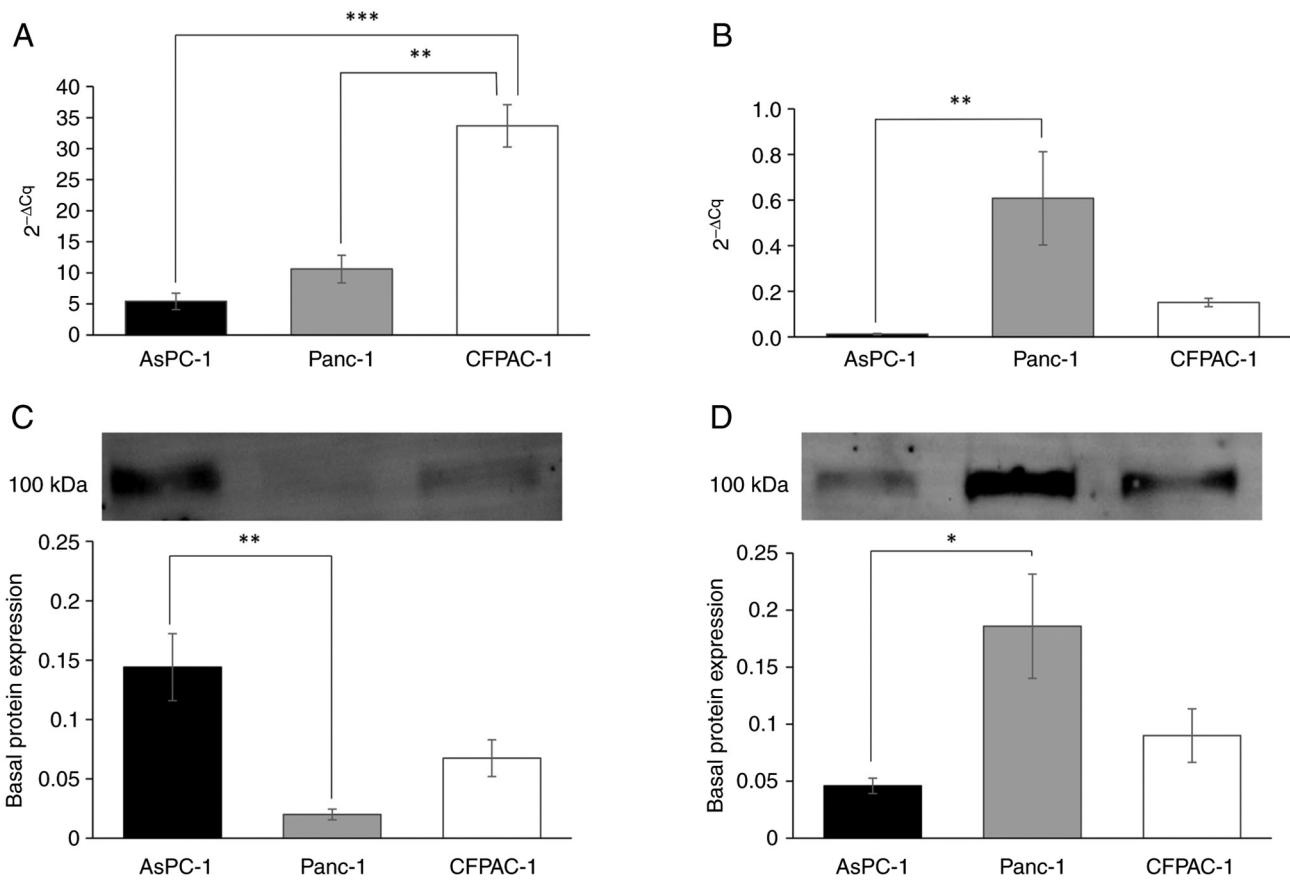 A
***
**
40
35
30
25
20
15
10
5
0
2^−ΔCq
AsPC-1 Panc-1 CFPAC-1
B
**
1.0
0.8
0.6
0.4
0.2
0.0
2^−ΔCq
AsPC-1 Panc-1 CFPAC-1
C
100 kDa
**
0.25
0.2
0.15
0.1
0.05
0
Basal protein expression
AsPC-1 Panc-1 CFPAC-1
D
100 kDa
*
0.25
0.2
0.15
0.1
0.05
0
Basal protein expression
AsPC-1 Panc-1 CFPAC-1